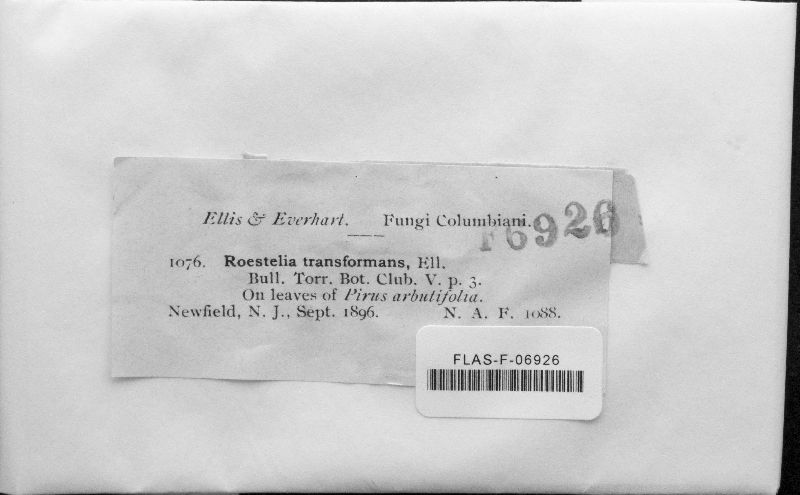 Ellis & Everhart. Fungi Columbiani.
F6926
1076. Roestelia transformans, Ell.
Bull. Torr. Bot. Club. V. p. 3.
On leaves of Pirus arbutifolia.
Newfield, N. J., Sept. 1896. N. A. F. 1088.
FLAS-F-06926